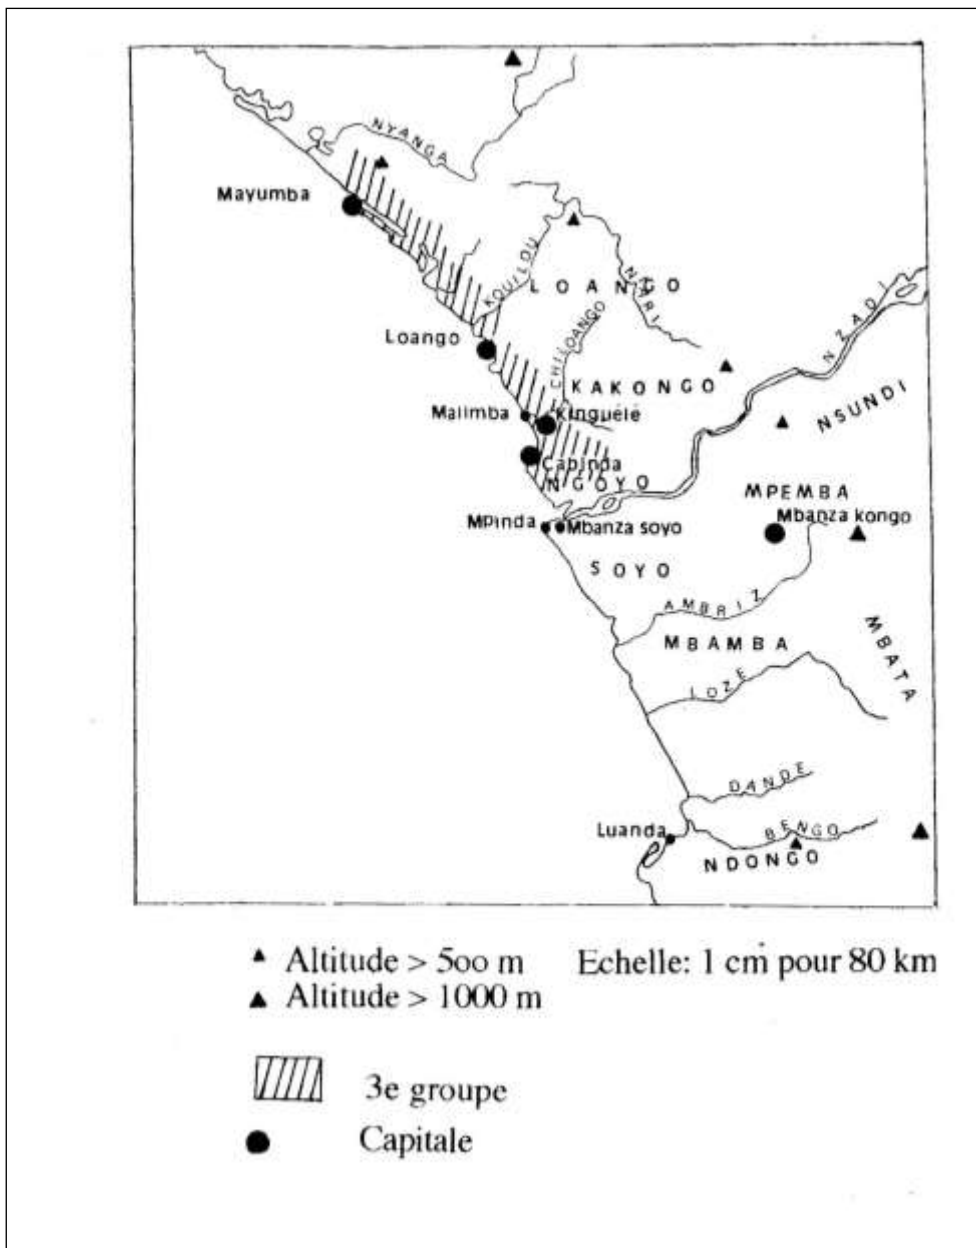 NYANGA
Mayumba
KOUILOU
LOANGO
NIARI
Loango
CHILOANGO
NZADI
KAKONGO
NSUNDI
Malimba
Kinguélé
Cabinda
NGOYO
MPEMBA
Mbanza kongo
Mpinda
Mbanza soyo
SOYO
AMBRIZ
MBAMBA
MBATA
LOZE
DANDE
Luanda
BENGO
NDONGO
Altitude > 500 m
Echelle: 1 cm pour 80 km
Altitude > 1000 m
3e groupe
Capitale